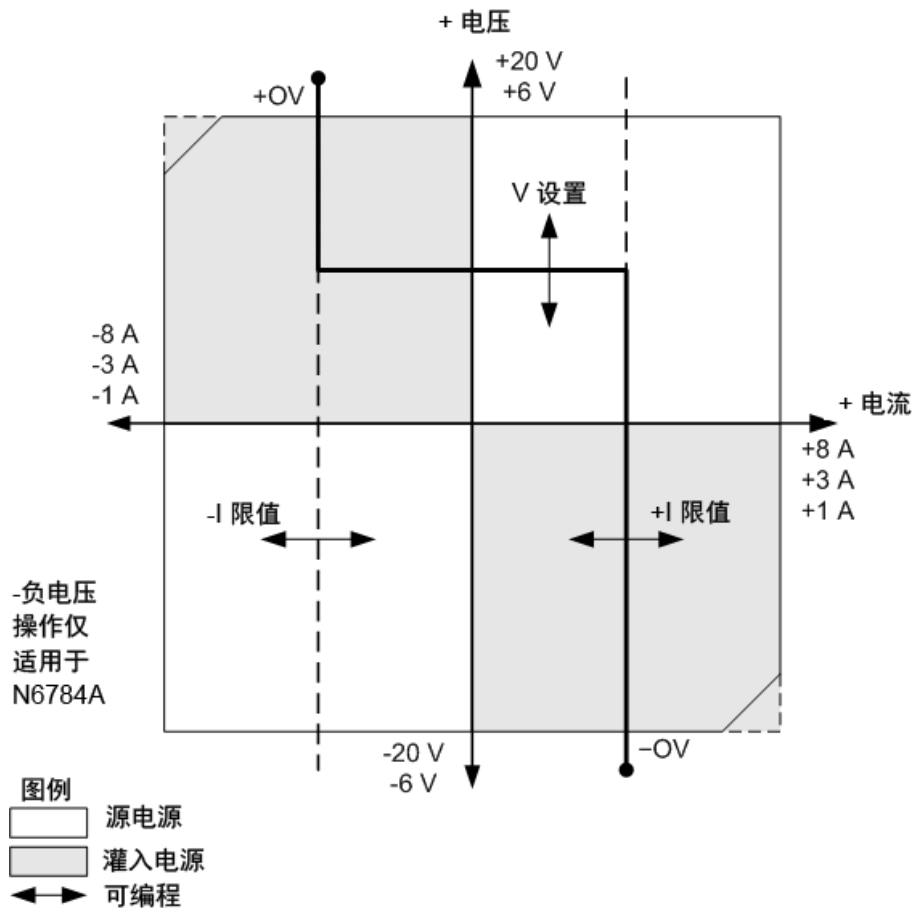 + 电压
+20 V
+6 V
+OV
V 设置
-8 A
-3 A
-1 A
+ 电流
+8 A
+3 A
+1 A
-I 限值
+I 限值
-负电压
操作仅
适用于
N6784A
-20 V
-6 V
−OV
图例
源电源
灌入电源
可编程